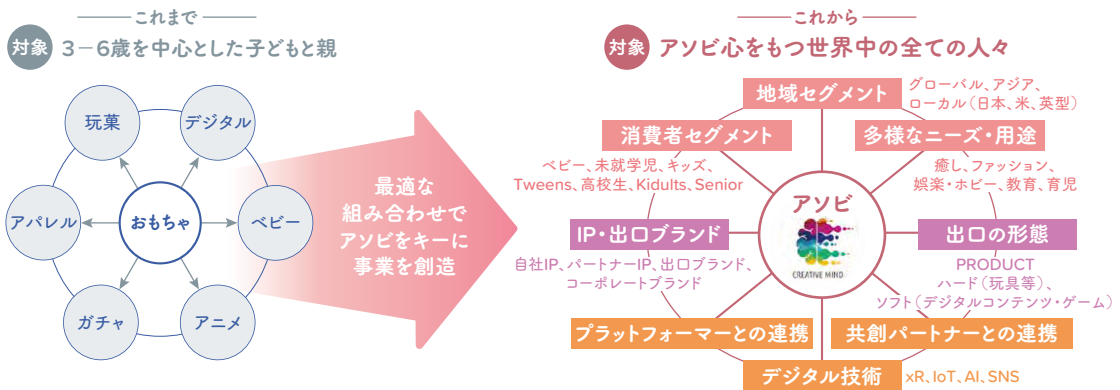 これまで
対象 3－6歳を中心とした子どもと親
玩菓
デジタル
アパレル
おもちゃ
ベビー
ガチャ
アニメ
最適な
組み合わせで
アソビをキーに
事業を創造
これから
対象 アソビ心をもつ世界中の全ての人々
地域セグメント
グローバル、アジア、
ローカル（日本、米、英型）
消費者セグメント
ベビー、未就学児、キッズ、
Tweens、高校生、Kidults、Senior
多様なニーズ・用途
癒し、ファッション、
娯楽・ホビー、教育、育児
アソビ
CREATIVE MIND
IP・出口ブランド
自社IP、パートナーIP、出口ブランド、
コーポレートブランド
出口の形態
PRODUCT
ハード（玩具等）、
ソフト（デジタルコンテンツ・ゲーム）
プラットフォーマーとの連携
共創パートナーとの連携
デジタル技術
xR、IoT、AI、SNS